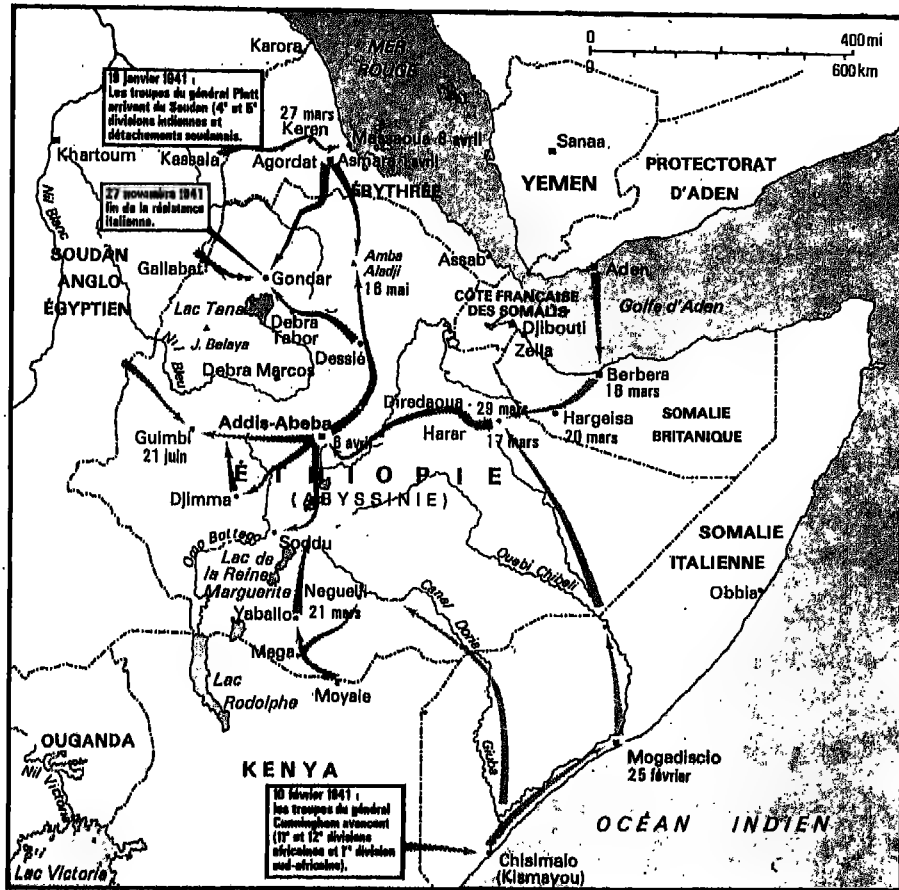 0
400 mi
0
600 km
Karora
MER
ROUGE
19 janvier 1941 :
Les troupes du général Platt
arrivent du Soudan (4e et 5e
divisions indiennes et
détachements soudanais.
27 mars
Keren
Massaoua 8 avril
Khartoum
Kassala
Agordat
Asmara 1 avril
Sanaa
YEMEN
PROTECTORAT
D'ADEN
ÉRYTHRÉE
27 novembre 1941
fin de la résistance
italienne.
Nil Blanc
SOUDAN
ANGLO
ÉGYPTIEN
Gallabat
Gondar
Amba
Aladji
18 mai
Assab
Aden
Golfe d'Aden
CÔTE FRANÇAISE
DES SOMALIS
Djibouti
Zeila
Lac Tana
Debra
Tabor
J. Belaya
Nil
Bleu
Dessié
Debra Marcos
Berbera
18 mars
Diredaoua
29 mars
Harar
17 mars
Hargeisa
20 mars
SOMALIE
BRITANIQUE
Addis-Abeba
6 avril
Guimbi
21 juin
ÉTHIOPIE
(ABYSSINIE)
Djimma
Omo Bottego
Soddu
Lac de
la Reine
Marguerite
Neguelli
21 mars
Yaballo
Ouebi Chibeli
SOMALIE
ITALIENNE
Obbia
Canal
Doria
Mega
Moyale
Lac
Rodolphe
OUGANDA
Nil
Victoria
KENYA
Giuba
Mogadiscio
25 février
10 février 1941 :
les troupes du général
Cunningham avancent
(11e et 12e divisions
africaines et 1e division
sud-africaine).
OCÉAN INDIEN
Chisimaio
(Kismayou)
Lac Victoria